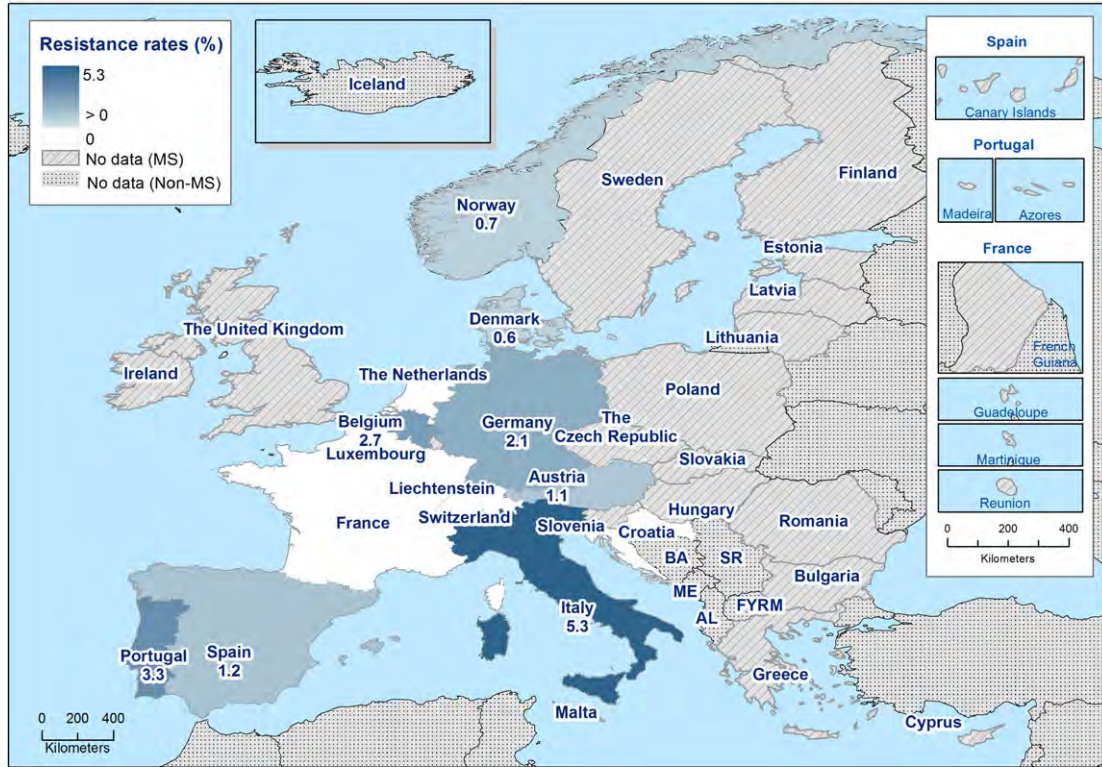 Resistance rates (%)
5.3
> 0
0
No data (MS)
No data (Non-MS)
Iceland
Spain
Canary Islands
Portugal
Madeira
Azores
France
French
Guiana
Guadeloupe
Martinique
Reunion
0 200 400
Kilometers
Norway
0.7
Sweden
Finland
Estonia
Latvia
Lithuania
Denmark
0.6
The United Kingdom
Ireland
The Netherlands
Belgium
2.7
Luxembourg
Germany
2.1
Poland
The
Czech Republic
Slovakia
Austria
1.1
Liechtenstein
Switzerland
France
Slovenia
Croatia
Hungary
Romania
BA
SR
ME
Bulgaria
FYRM
AL
Italy
5.3
Greece
Portugal
3.3
Spain
1.2
Malta
Cyprus
0 200 400
Kilometers